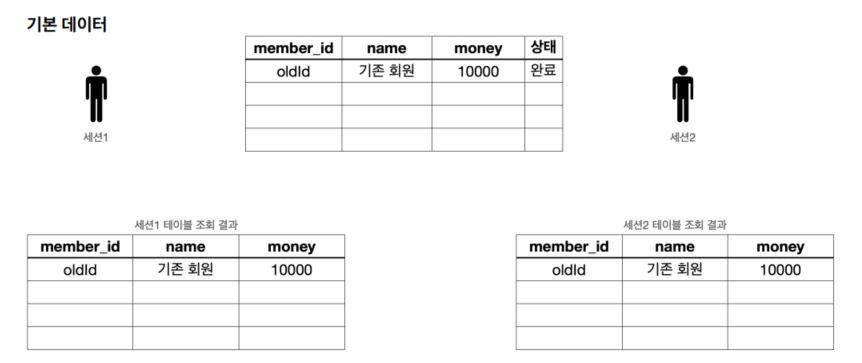 기본 데이터
member_id name money 상태
oldId 기존 회원 10000 완료
세션1
세션2
세션1 테이블 조회 결과
member_id name money
oldId 기존 회원 10000
세션2 테이블 조회 결과
member_id name money
oldId 기존 회원 10000